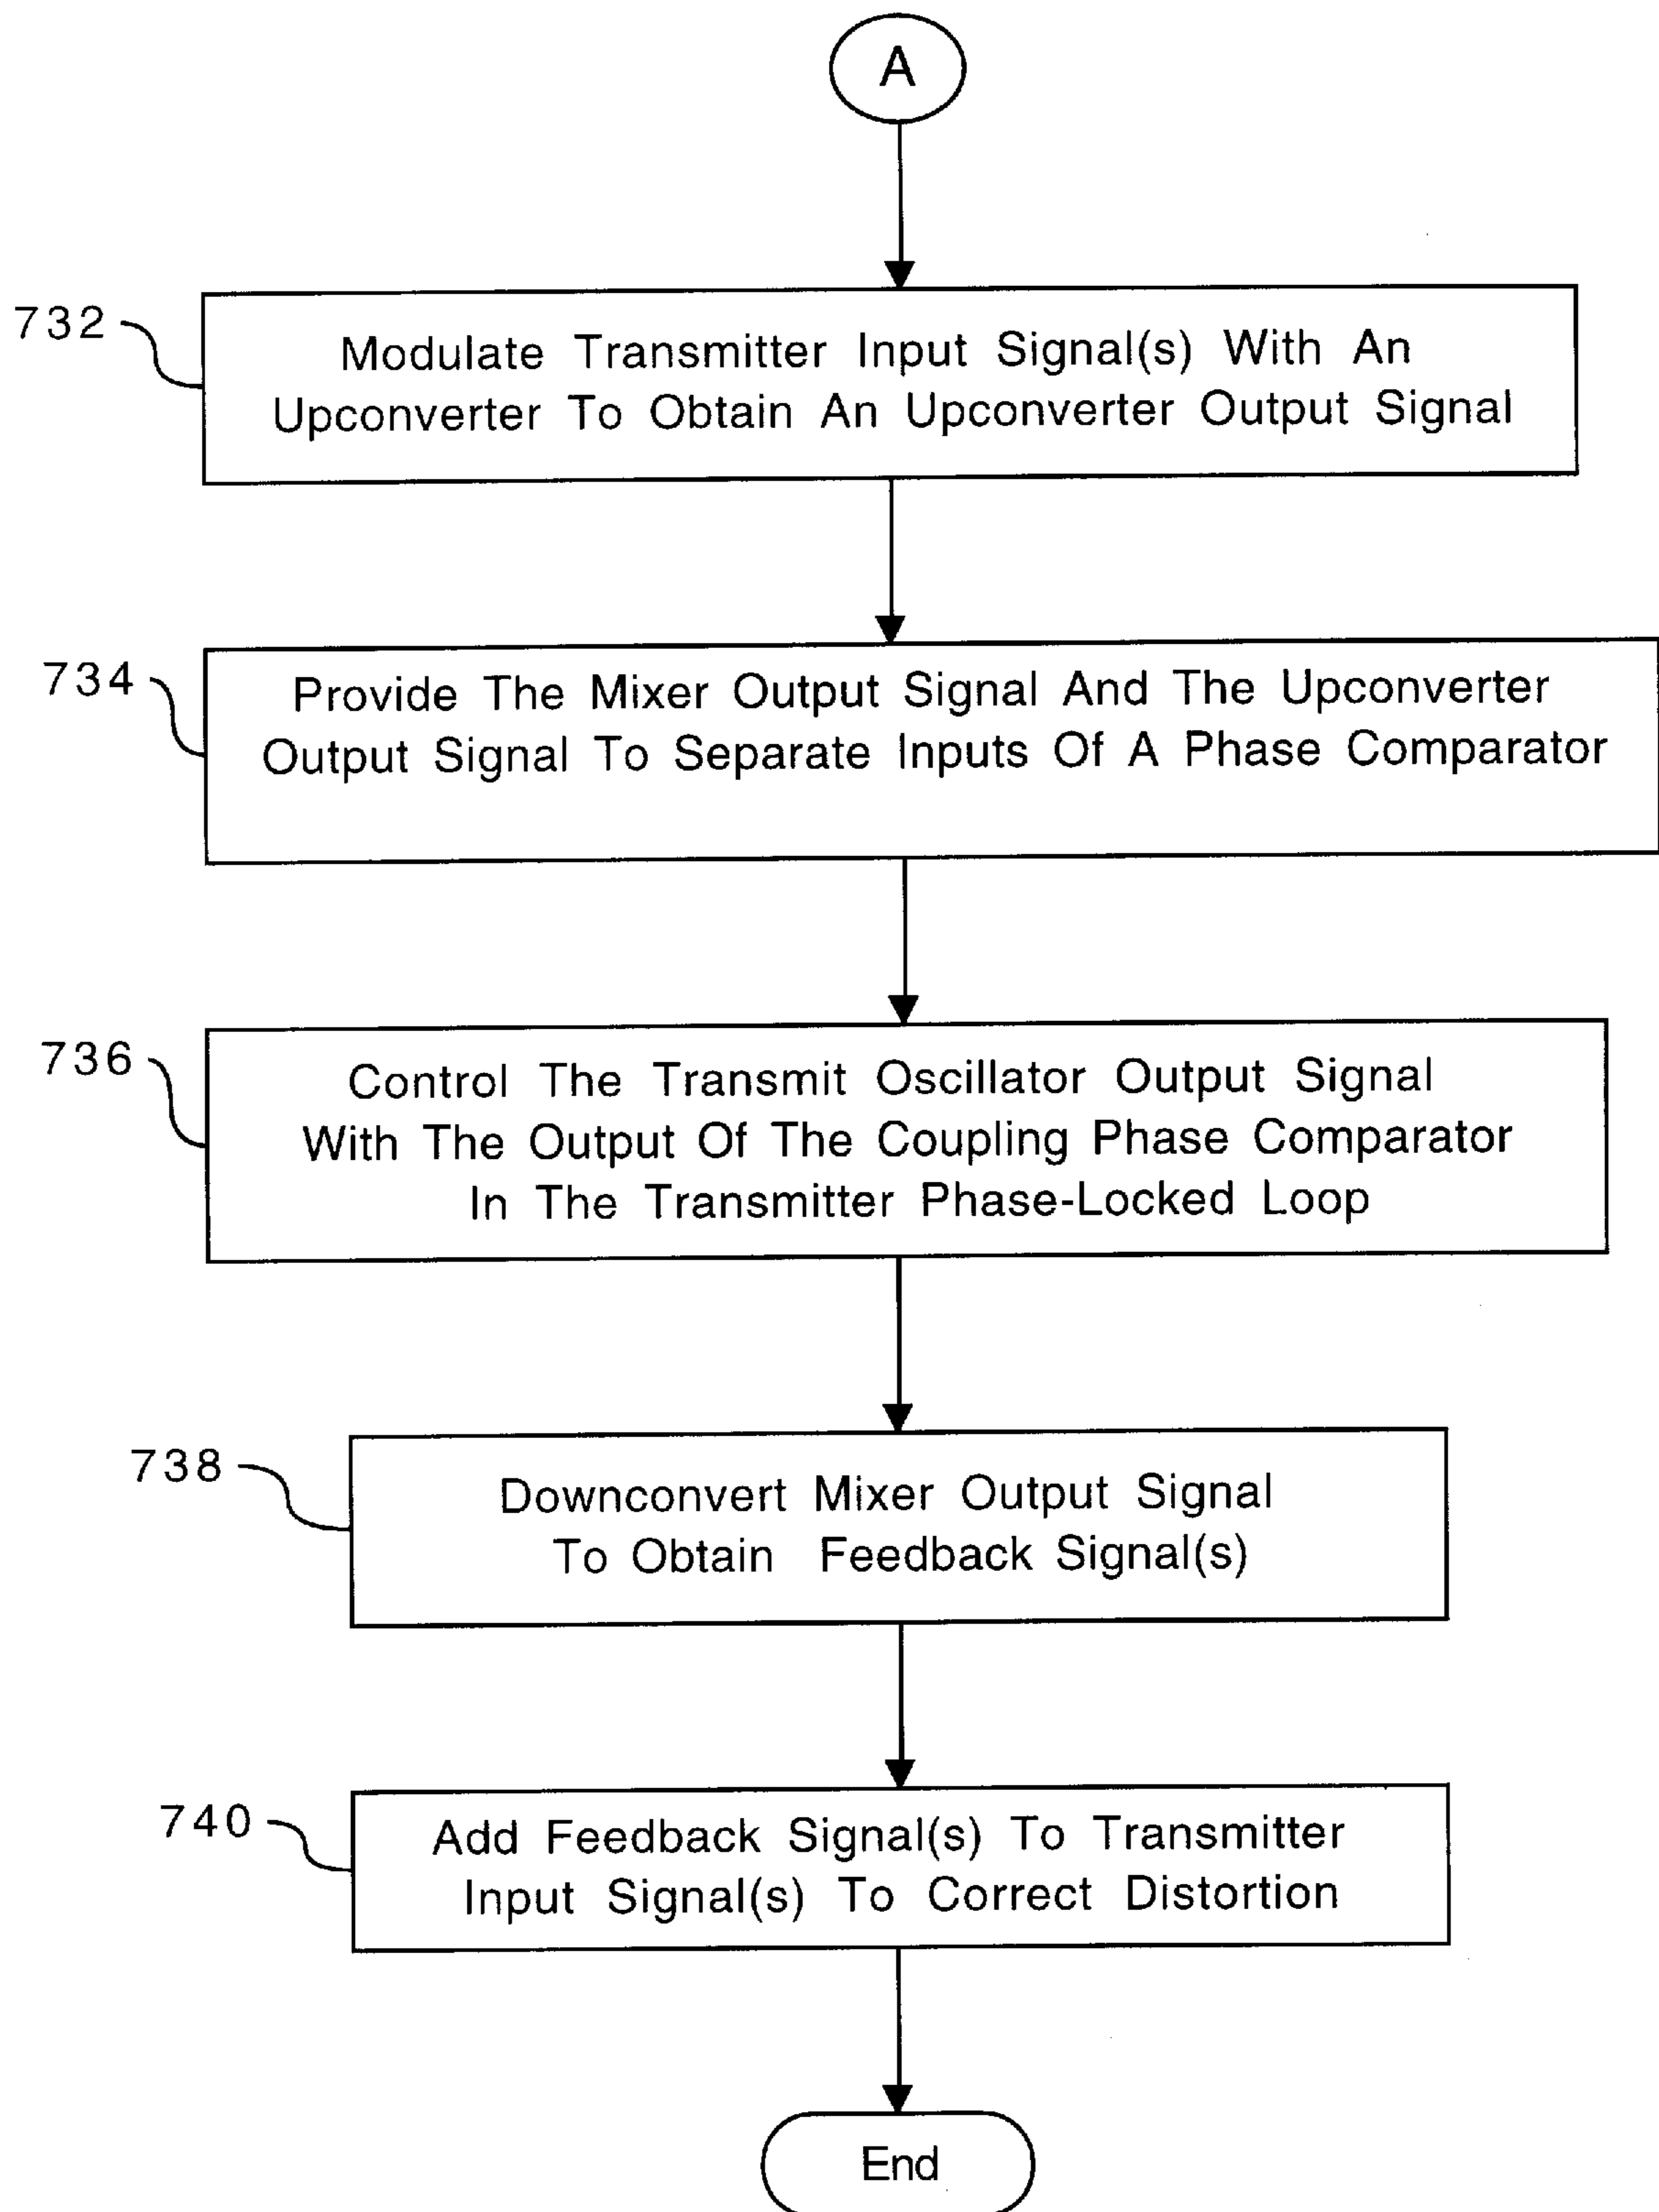 A
732
Modulate Transmitter Input Signal(s) With An
Upconverter To Obtain An Upconverter Output Signal
734
Provide The Mixer Output Signal And The Upconverter
Output Signal To Separate Inputs Of A Phase Comparator
736
Control The Transmit Oscillator Output Signal
With The Output Of The Coupling Phase Comparator
In The Transmitter Phase-Locked Loop
738
Downconvert Mixer Output Signal
To Obtain Feedback Signal(s)
740
Add Feedback Signal(s) To Transmitter
Input Signal(s) To Correct Distortion
End